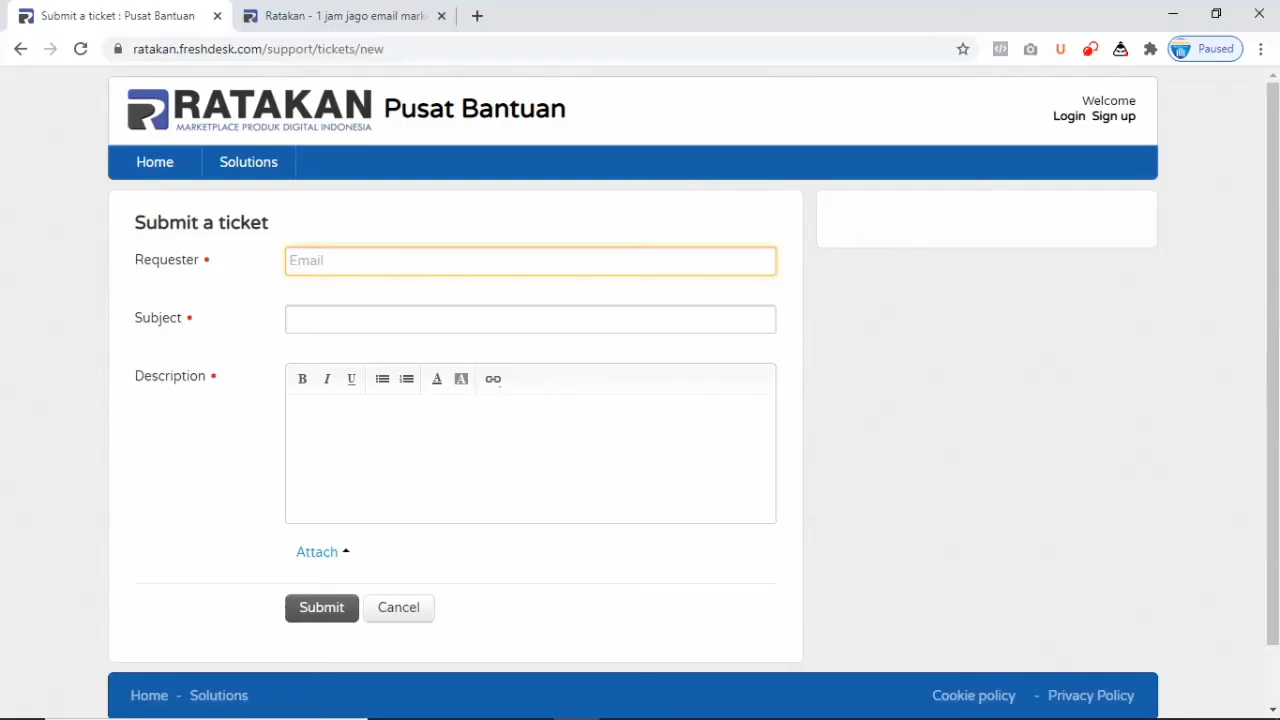 Submit a ticket : Pusat Bantuan
Ratakan - 1 jam jago email mark
ratakan.freshdesk.com/support/tickets/new
Paused
RATAKAN
MARKETPLACE PRODUK DIGITAL INDONESIA
Pusat Bantuan
Welcome
Login Sign up
Home
Solutions
Submit a ticket
Requester *
Email
Subject *
Description *
B I U A A
Attach
Submit
Cancel
Home - Solutions
Cookie policy - Privacy Policy